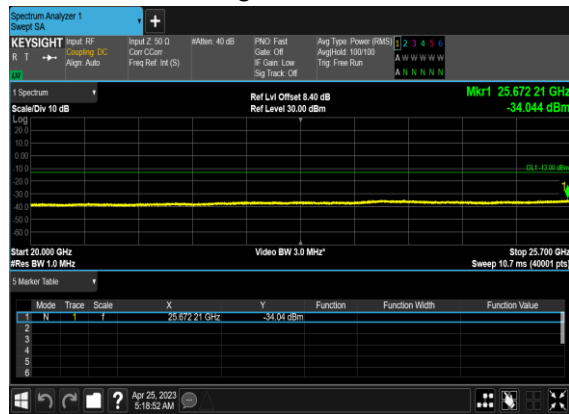 Spectrum Analyzer 1
Swept SA
KEYSIGHT Input: RF Input Z: 50 Ω #Atten: 40 dB PNO: Fast Avg Type: Power (RMS) 1 2 3 4 5 6
R T Coupling: DC Corr CCorr Gate: Off Avg|Hold: 100/100 A W W W W W
Align: Auto Freq Ref: Int (S) IF Gain: Low Trig: Free Run
Sig Track: Off A N N N N N
LXI
1 Spectrum
Ref Lvl Offset 8.40 dB Mkr1 25.672 21 GHz
Scale/Div 10 dB Ref Level 30.00 dBm -34.044 dBm
Log
20.0
10.0
0.00
-10.0 DL1 -13.00 dBm
-20.0
-30.0 1
-40.0
-50.0
-60.0
Start 20.000 GHz Video BW 3.0 MHz* Stop 25.700 GHz
#Res BW 1.0 MHz Sweep 10.7 ms (40001 pts)
5 Marker Table
Mode Trace Scale X Y Function Function Width Function Value
1 N 1 f 25.672 21 GHz -34.04 dBm
2
3
4
5
6
? Apr 25, 2023
5:18:52 AM